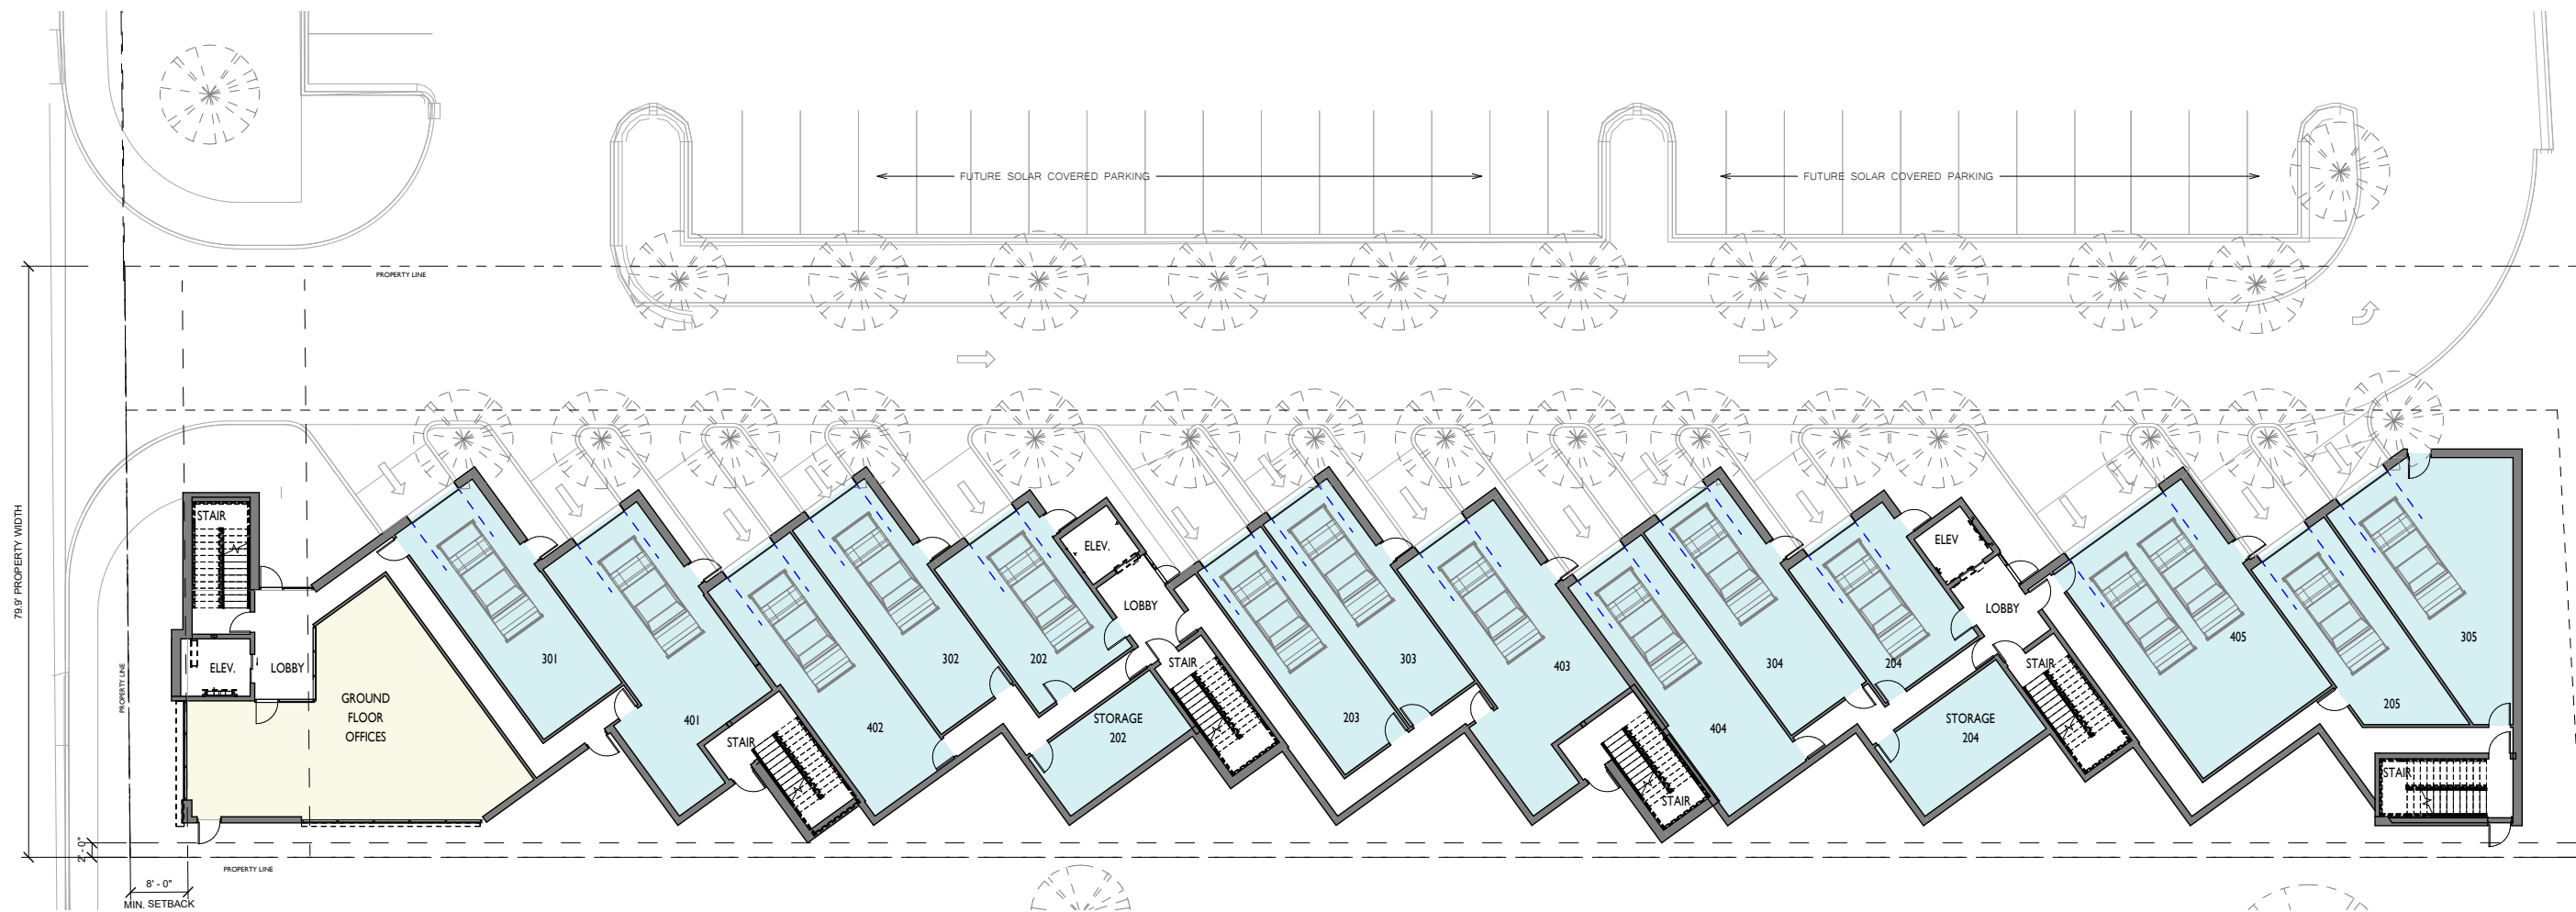 FUTURE SOLAR COVERED PARKING
FUTURE SOLAR COVERED PARKING
PROPERTY LINE
79.9' PROPERTY WIDTH
STAIR
ELEV.
LOBBY
PROPERTY LINE
GROUND
FLOOR
OFFICES
301
401
STAIR
402
302
202
ELEV.
LOBBY
STAIR
STORAGE
202
203
303
403
STAIR
404
304
204
ELEV
LOBBY
STAIR
STORAGE
204
405
205
305
STAIR
2' - 0"
PROPERTY LINE
8' - 0"
MIN. SETBACK